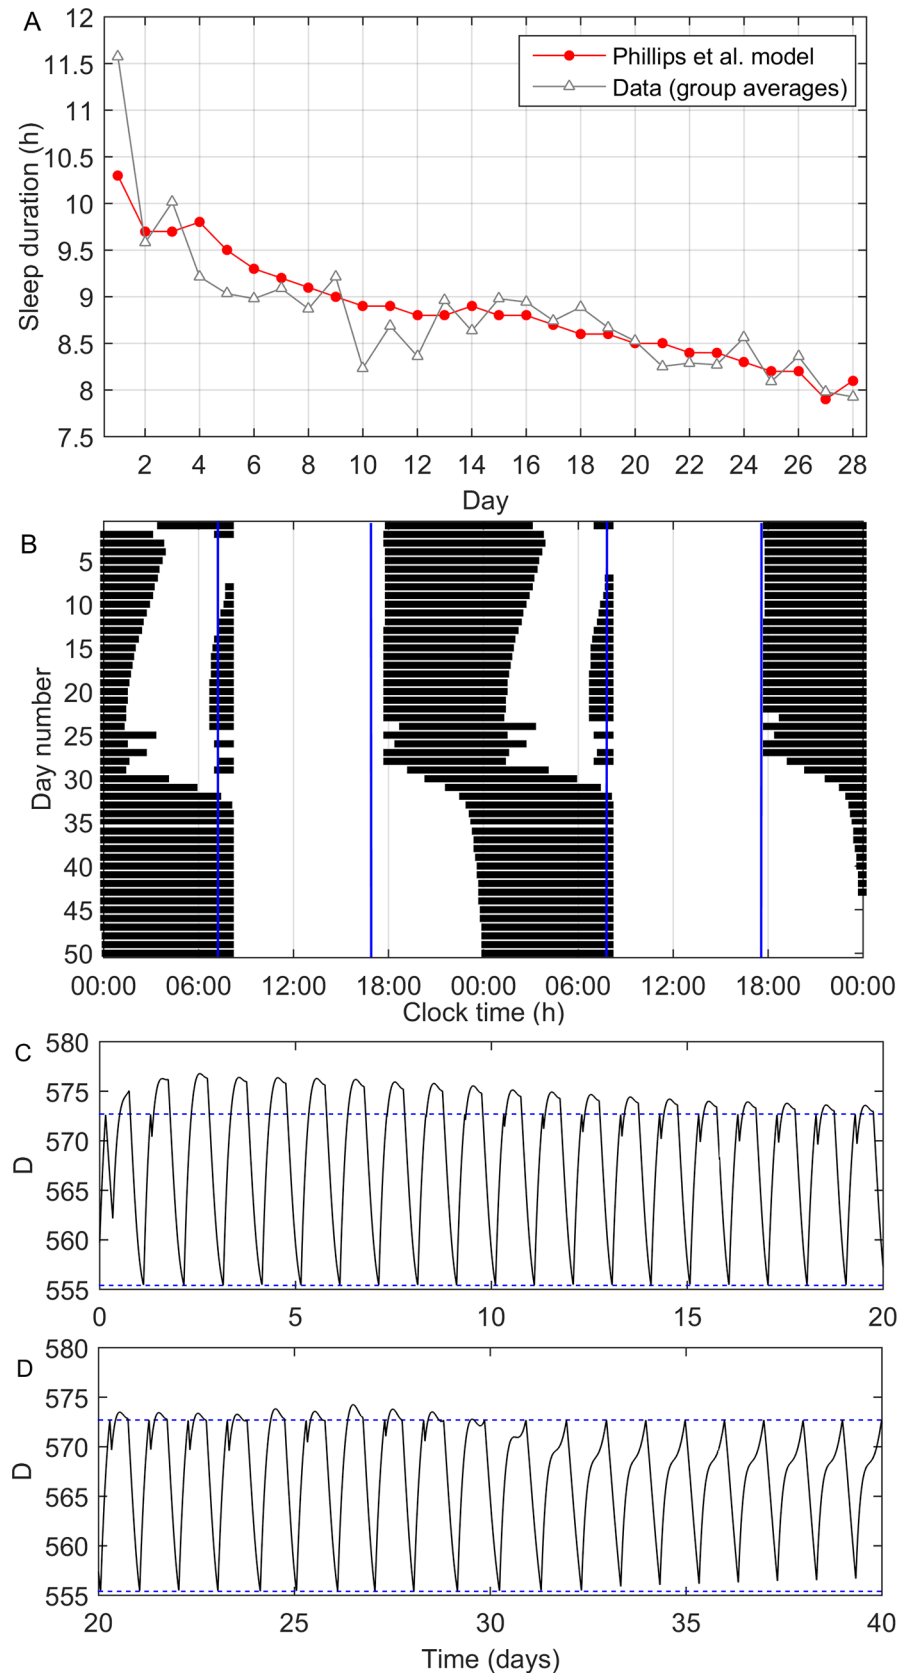 A
12
11.5
11
10.5
10
9.5
9
8.5
8
7.5
Sleep duration (h)
Phillips et al. model
Data (group averages)
2 4 6 8 10 12 14 16 18 20 22 24 26 28
Day
B
5
10
15
20
25
30
35
40
45
50
Day number
00:00 06:00 12:00 18:00 00:00 06:00 12:00 18:00 00:00
Clock time (h)
C
580
575
570
565
560
555
D
0 5 10 15 20
D
580
575
570
565
560
555
D
20 25 30 35 40
Time (days)